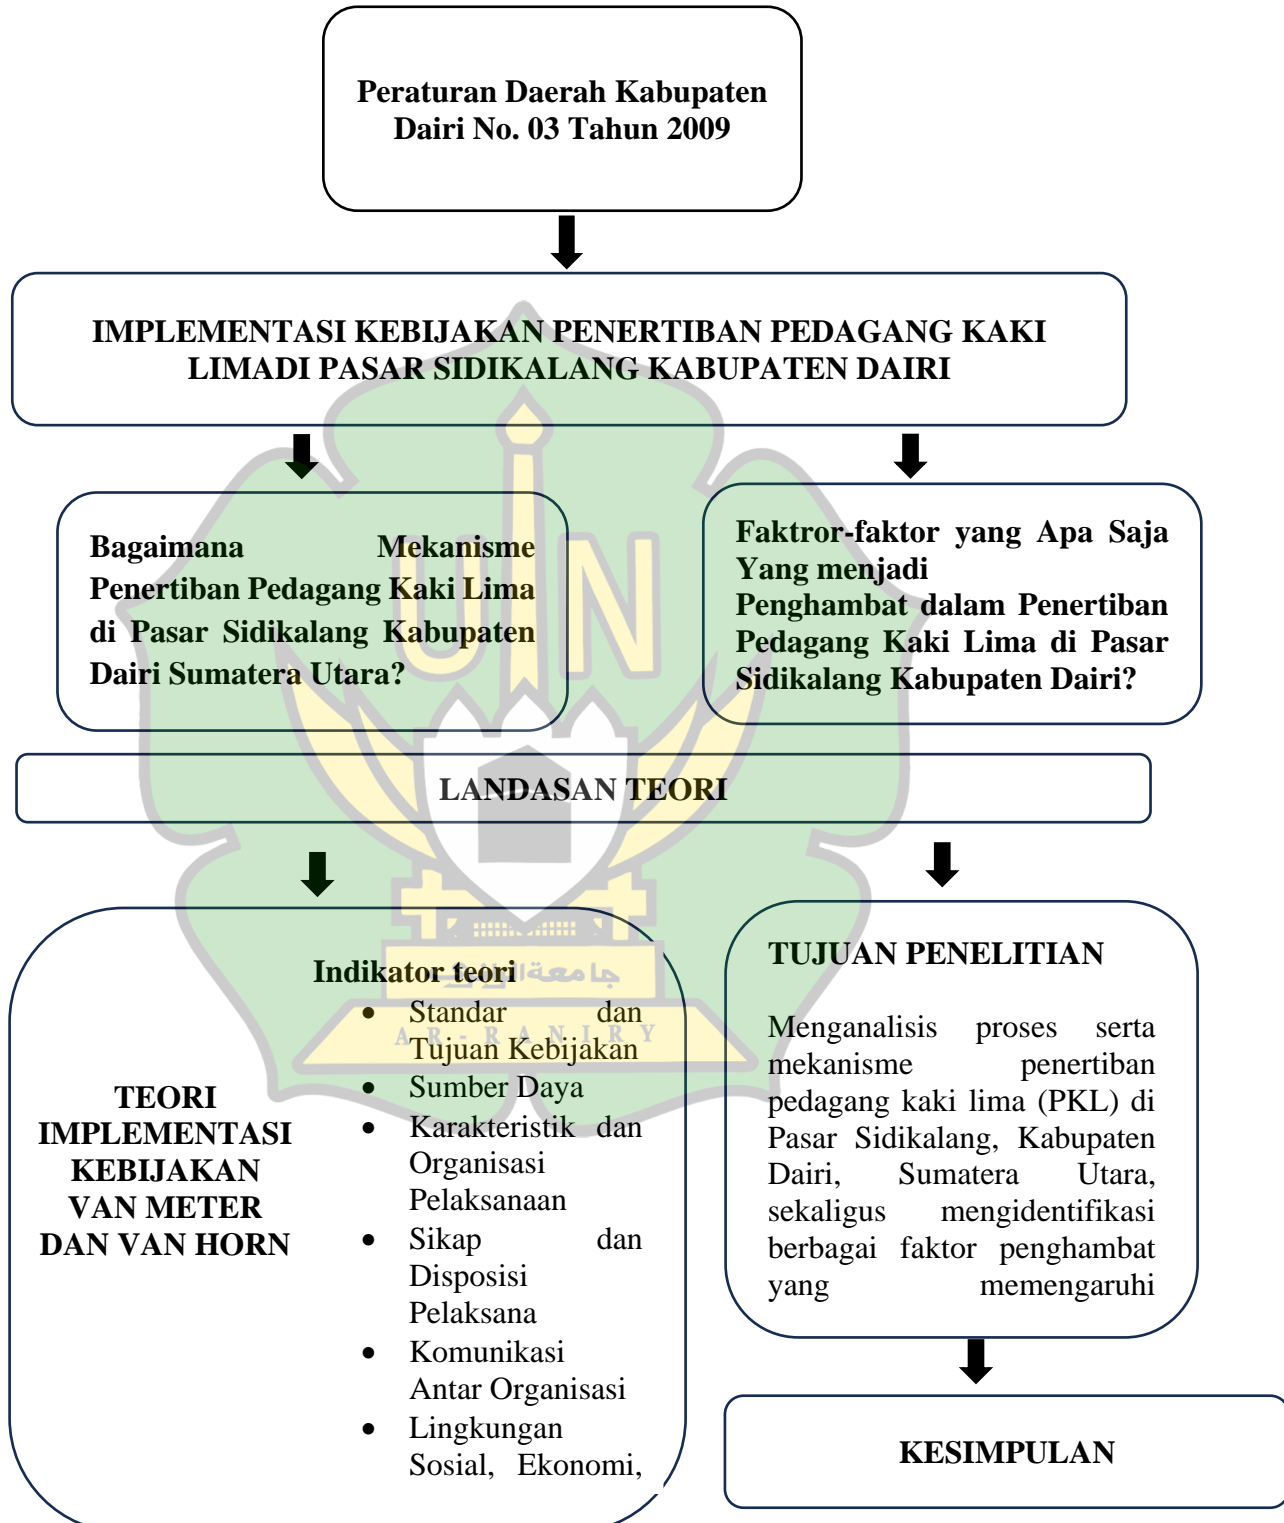 Peraturan Daerah Kabupaten
Dairi No. 03 Tahun 2009
IMPLEMENTASI KEBIJAKAN PENERTIBAN PEDAGANG KAKI
LIMADI PASAR SIDIKALANG KABUPATEN DAIRI
Bagaimana Mekanisme
Penertiban Pedagang Kaki Lima
di Pasar Sidikalang Kabupaten
Dairi Sumatera Utara?
Faktror-faktor yang Apa Saja
Yang menjadi
Penghambat dalam Penertiban
Pedagang Kaki Lima di Pasar
Sidikalang Kabupaten Dairi?
UIN
LANDASAN TEORI
TEORI
IMPLEMENTASI
KEBIJAKAN
VAN METER
DAN VAN HORN
Indikator teori
• Standar dan
Tujuan Kebijakan
• Sumber Daya
• Karakteristik dan
Organisasi
Pelaksanaan
• Sikap dan
Disposisi
Pelaksana
• Komunikasi
Antar Organisasi
• Lingkungan
Sosial, Ekonomi,
جامعة الرانري
AR-RANIRY
TUJUAN PENELITIAN
Menganalisis proses serta
mekanisme penertiban
pedagang kaki lima (PKL) di
Pasar Sidikalang, Kabupaten
Dairi, Sumatera Utara,
sekaligus mengidentifikasi
berbagai faktor penghambat
yang memengaruhi
KESIMPULAN